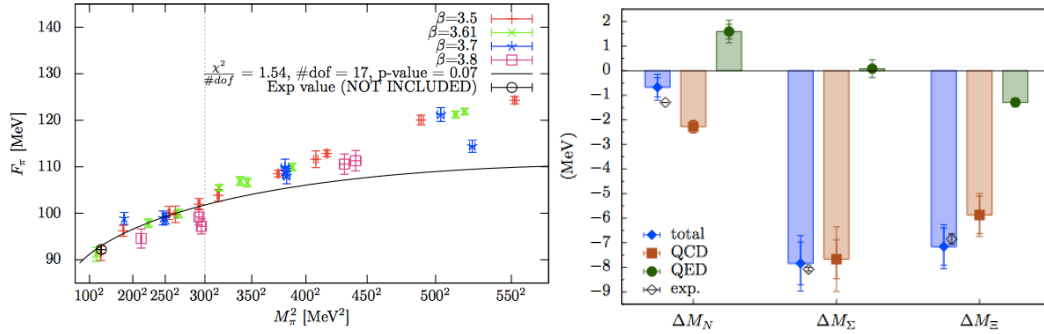 140
130
120
110
100
90
F_π [MeV]
β=3.5
β=3.61
β=3.7
β=3.8
χ²/#dof = 1.54, #dof = 17, p-value = 0.07
Exp value (NOT INCLUDED)
100² 200² 250² 300² 400² 500² 550²
M_π² [MeV²]
2
1
0
-1
-2
-3
-4
-5
-6
-7
-8
-9
(MeV)
total
QCD
QED
exp.
ΔM_N ΔM_Σ ΔM_Ξ